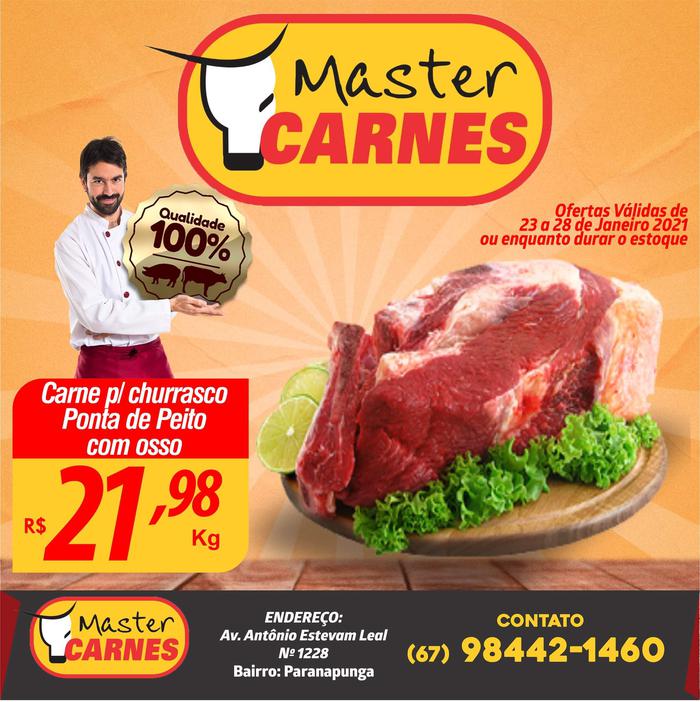 Master
CARNES
Qualidade
100%
Ofertas Válidas de
23 a 28 de Janeiro 2021
ou enquanto durar o estoque
Carne p/ churrasco
Ponta de Peito
com osso
R$ 21,98
Kg
Master
CARNES
ENDEREÇO:
Av. Antônio Estevam Leal
Nº 1228
Bairro: Paranapunga
CONTATO
(67) 98442-1460